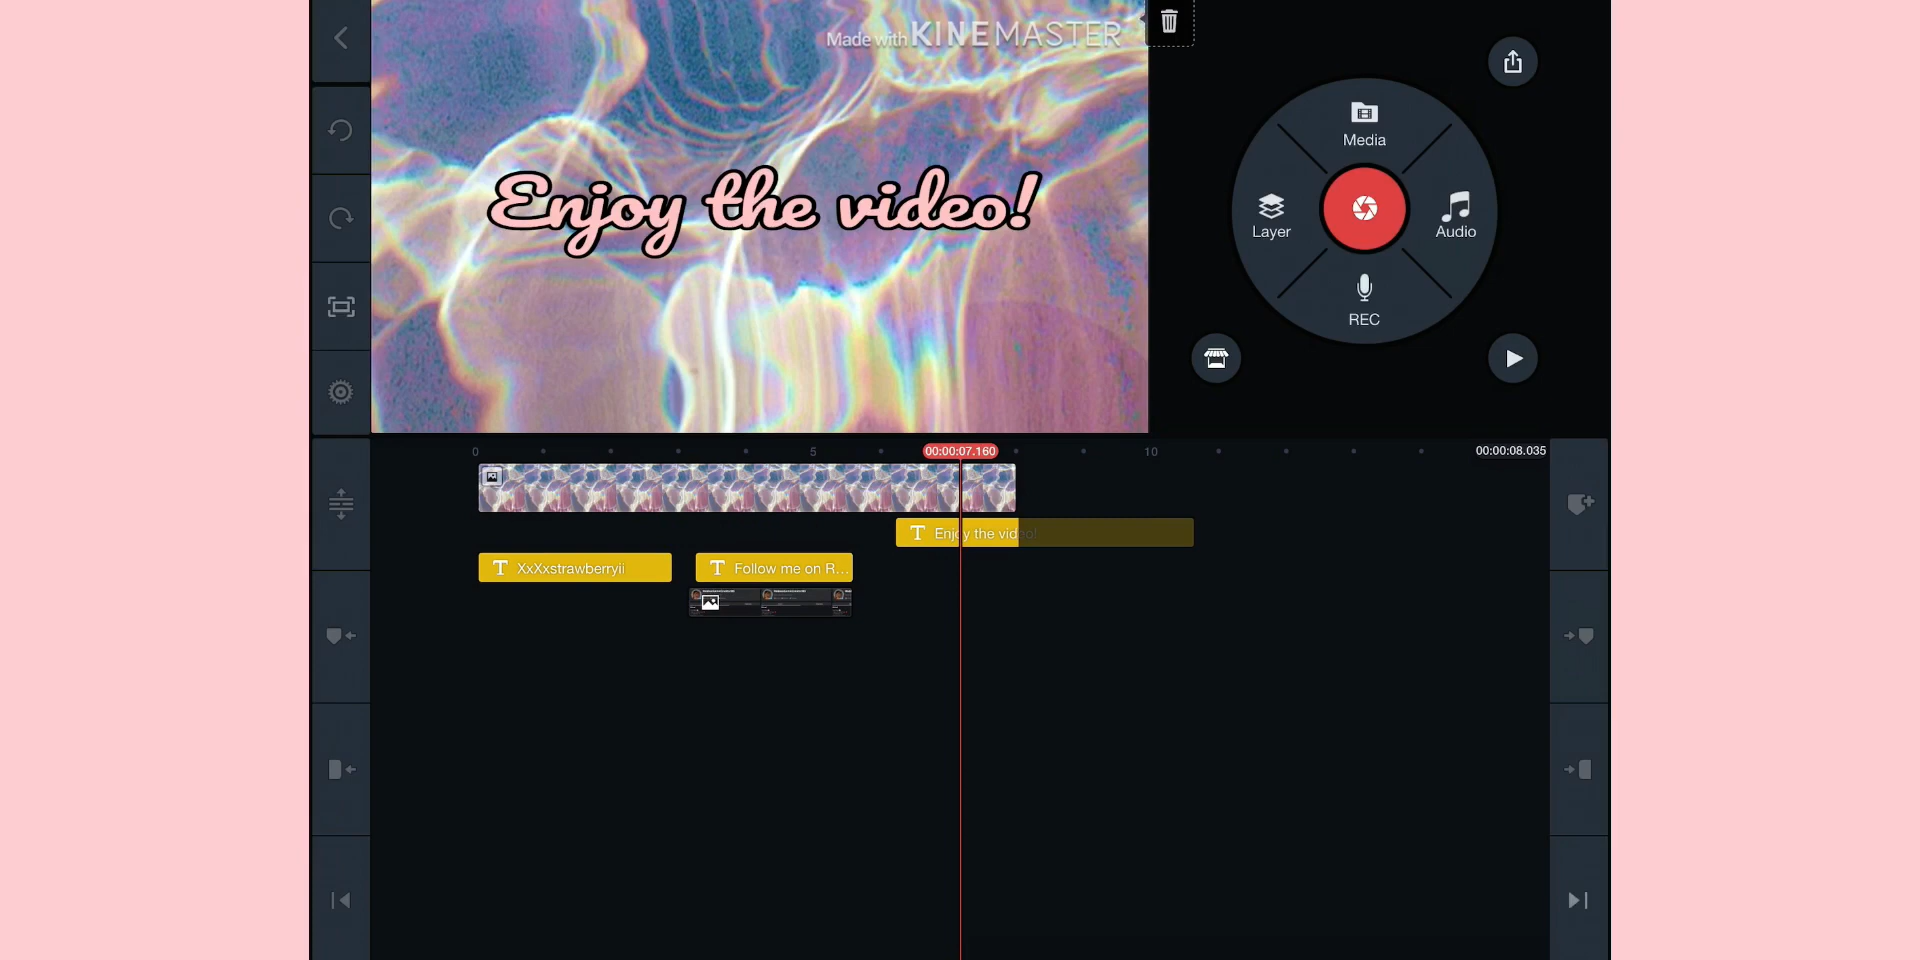 Made with KINEMASTER
Enjoy the video!
Media
Layer
Audio
REC
0
5
00:00:07.160
10
00:00:08.035
Enjoy the video!
XxXxstrawberryii
Follow me on R...